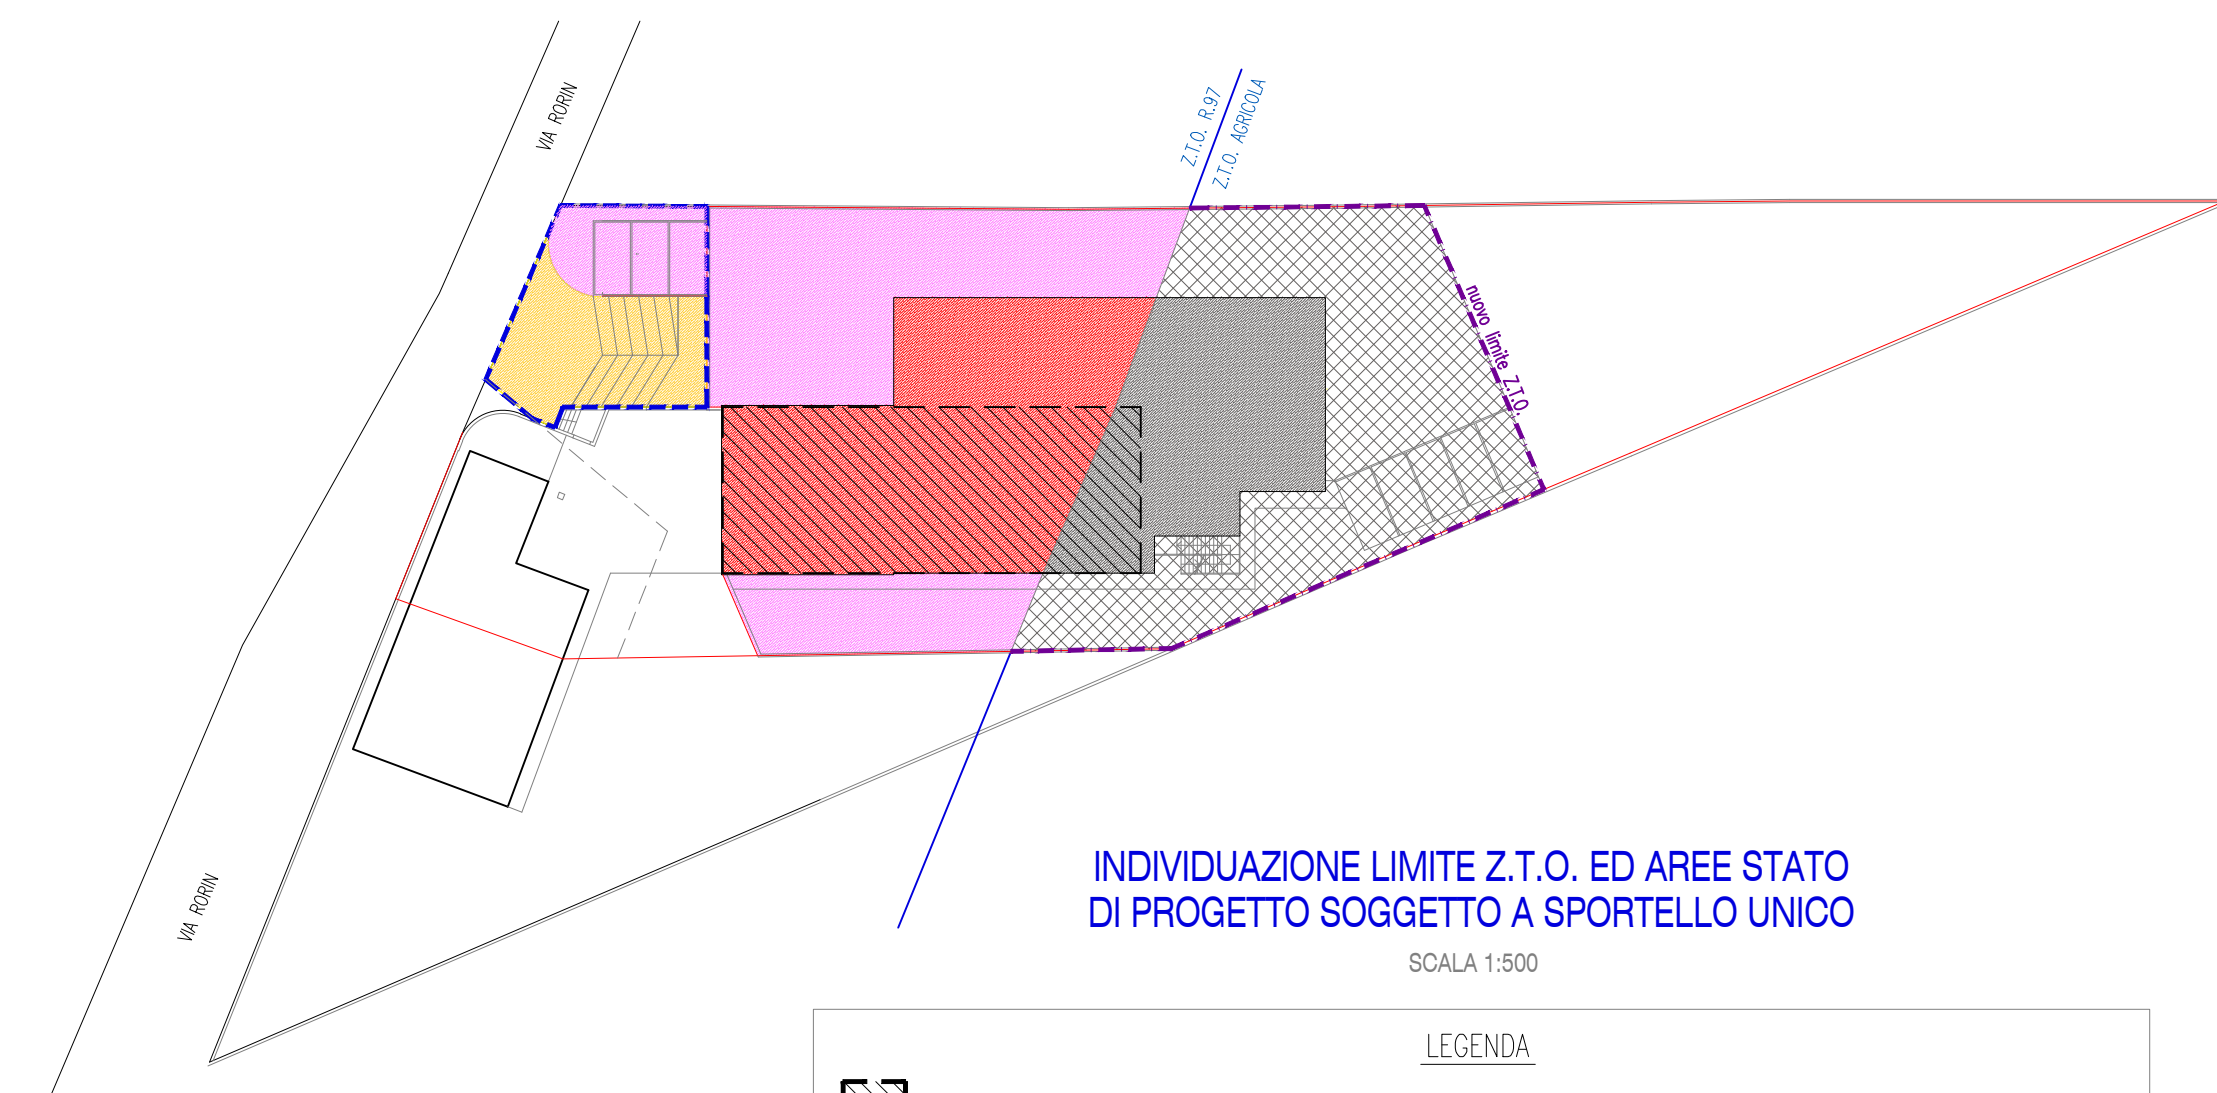 VIA RORIN
Z.T.O. R.97
Z.T.O. AGRICOLA
nuovo limite Z.T.O.
INDIVIDUAZIONE LIMITE Z.T.O. ED AREE STATO
DI PROGETTO SOGGETTO A SPORTELLO UNICO
VIA RORIN
SCALA 1:500
LEGENDA